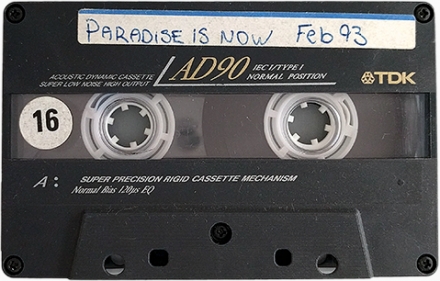 PARADISE IS NOW Feb 93
ACOUSTIC DYNAMIC CASSETTE
SUPER LOW NOISE HIGH OUTPUT
AD90
IEC I/TYPE I
NORMAL POSITION
TDK
16
A:
SUPER PRECISION RIGID CASSETTE MECHANISM
Normal Bias 120µs EQ